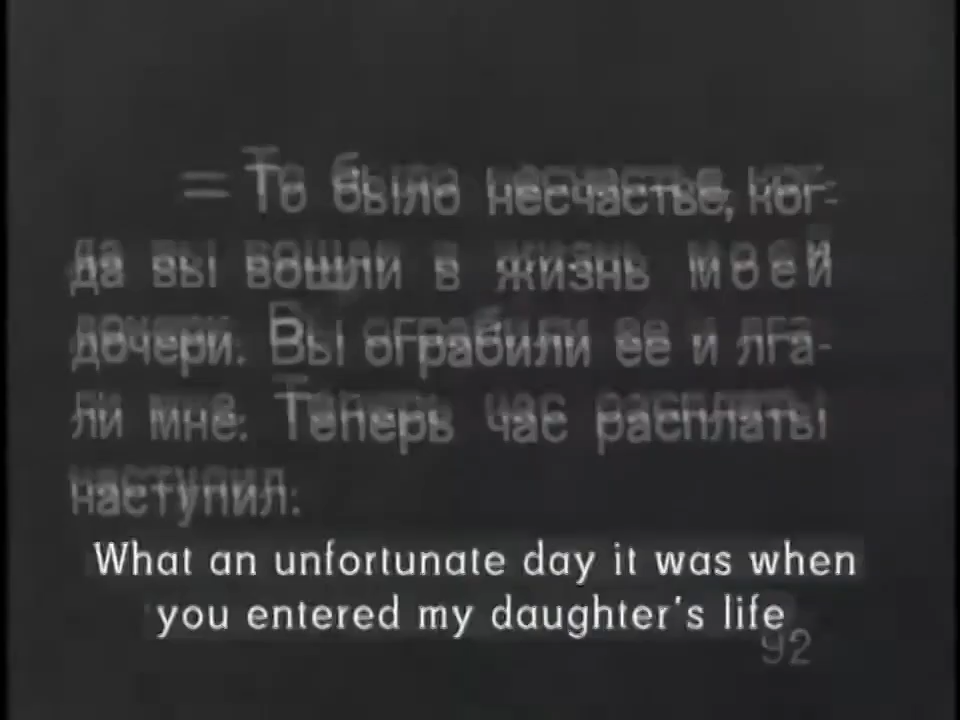 = То было несчастье, ког-
да вы вошли в жизнь моей
дочери. Вы ограбили ее и лга-
ли мне. Теперь час расплаты
наступил.
What an unfortunate day it was when
you entered my daughter's life
92